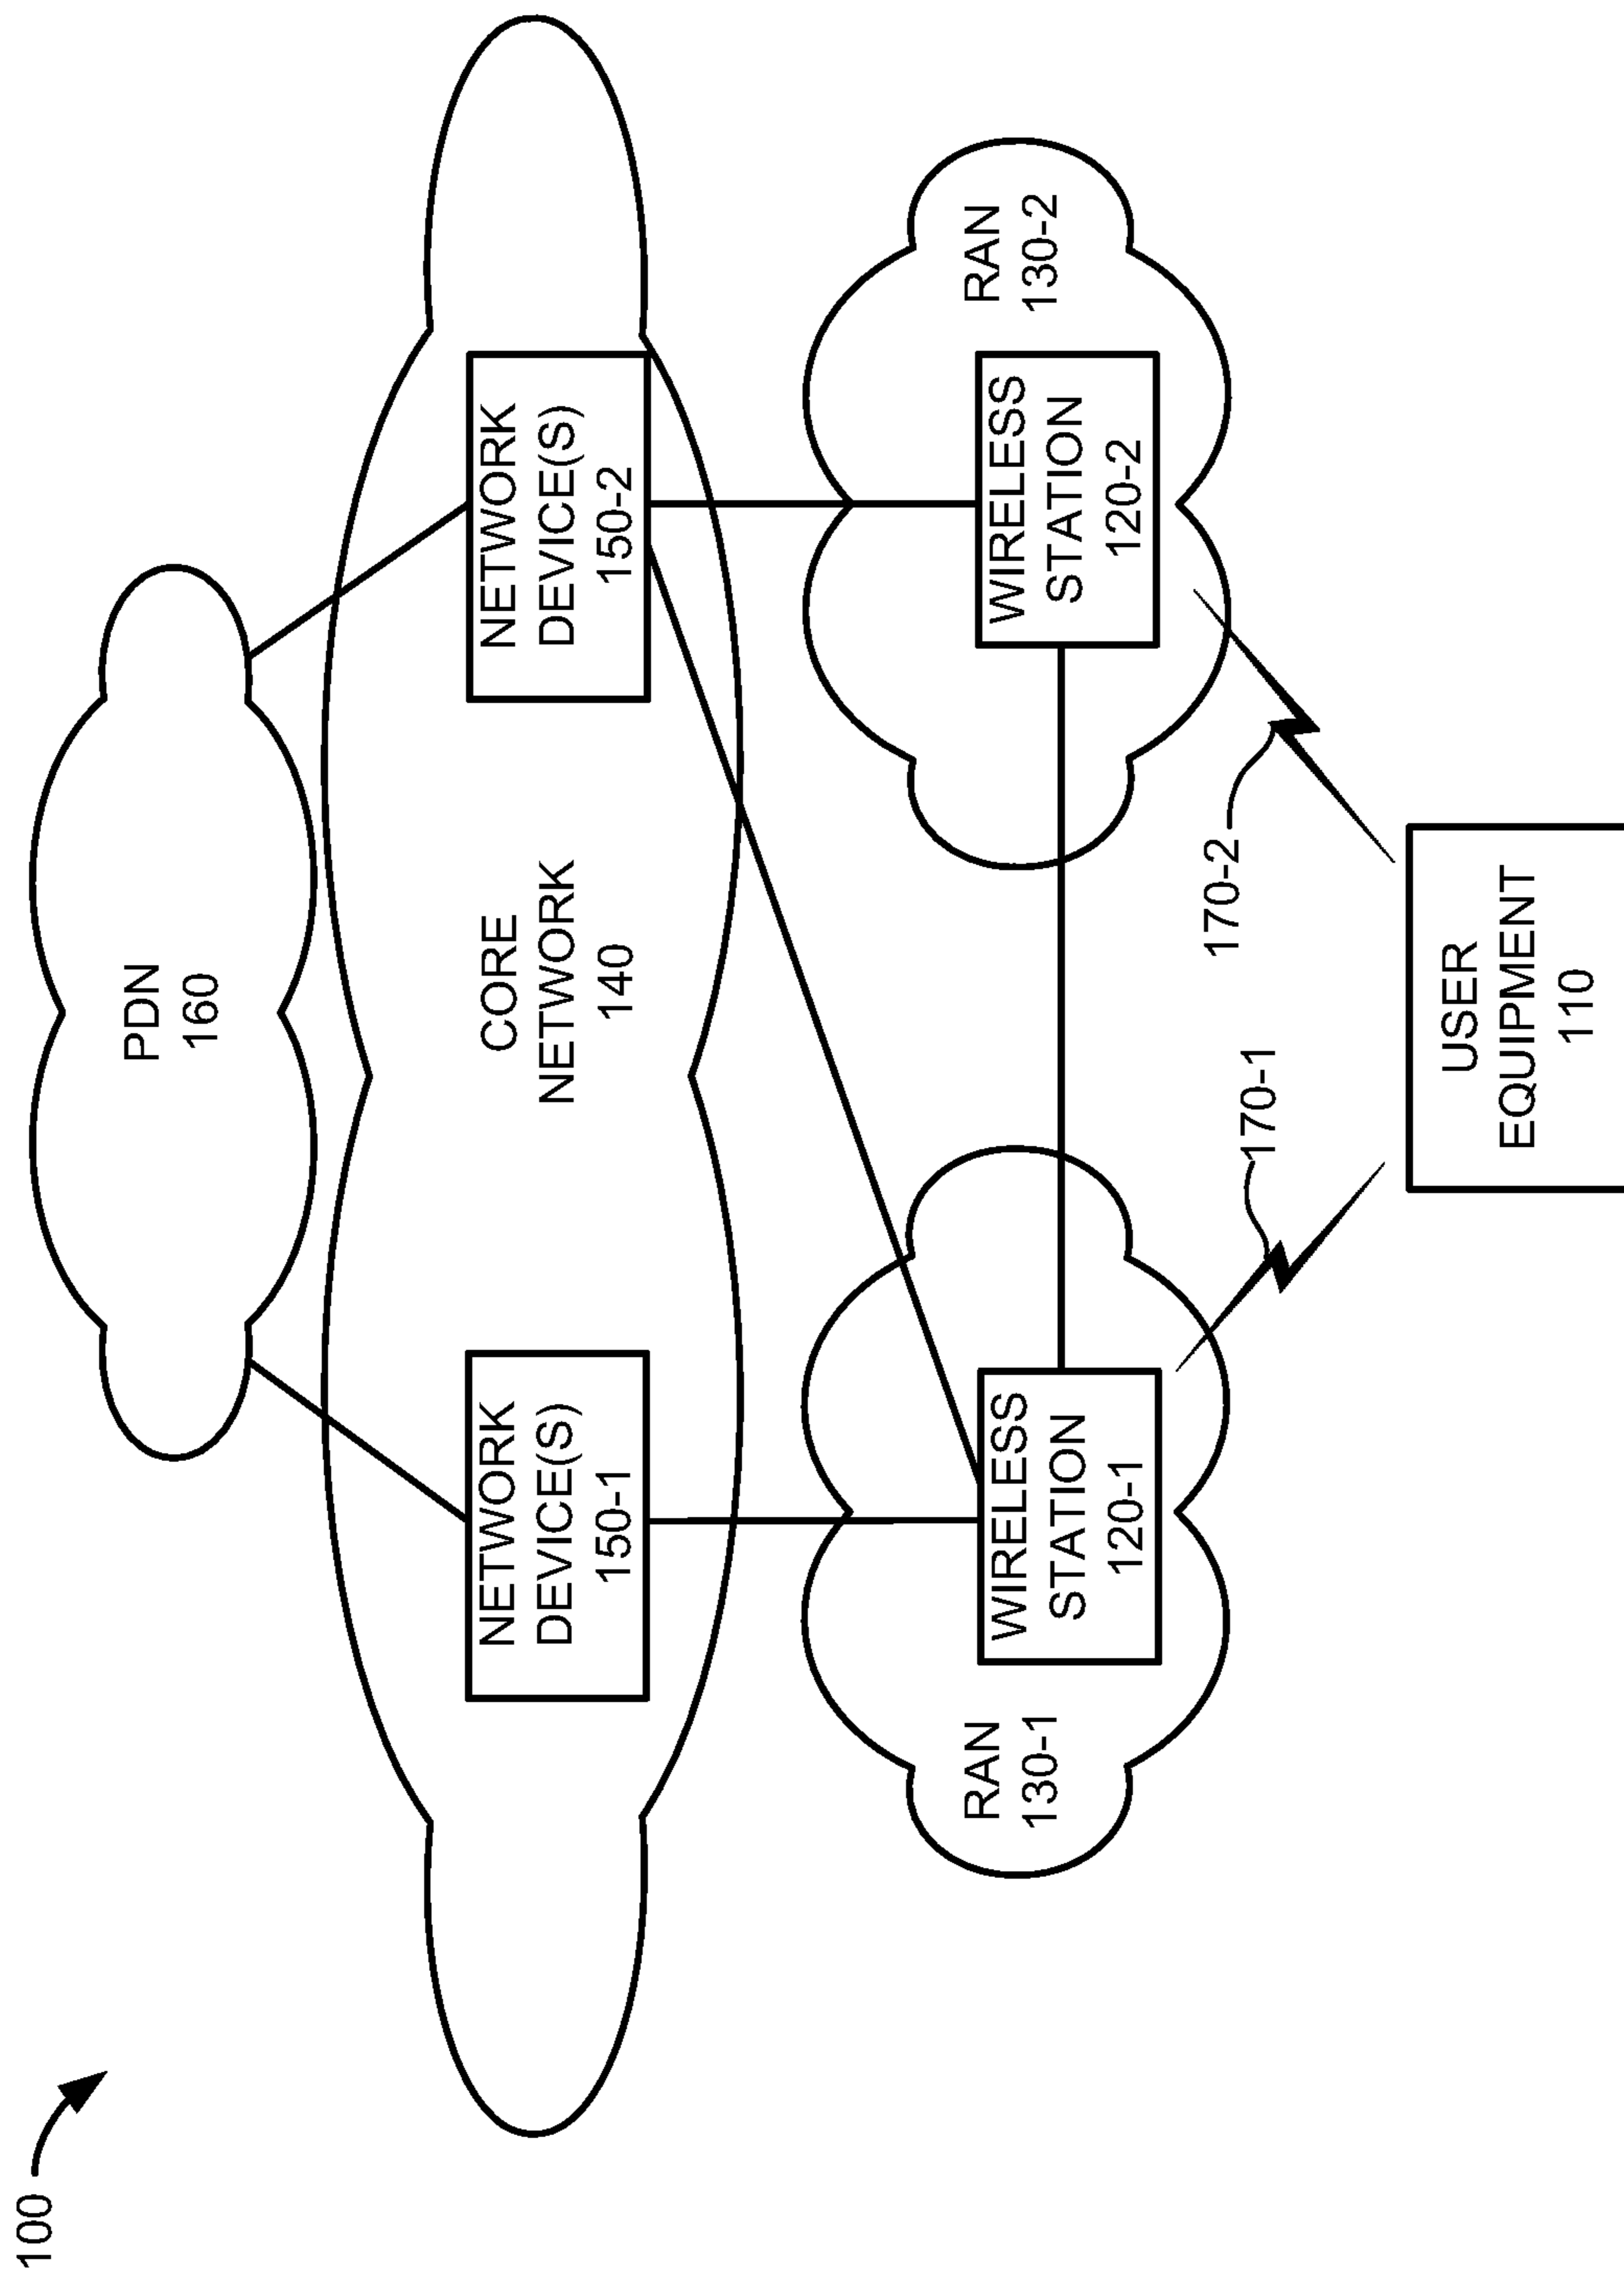 100
PDN
160
CORE
NETWORK
140
NETWORK
DEVICE(S)
150-1
NETWORK
DEVICE(S)
150-2
RAN
130-1
WIRELESS
STATION
120-1
WIRELESS
STATION
120-2
RAN
130-2
170-1
170-2
USER
EQUIPMENT
110